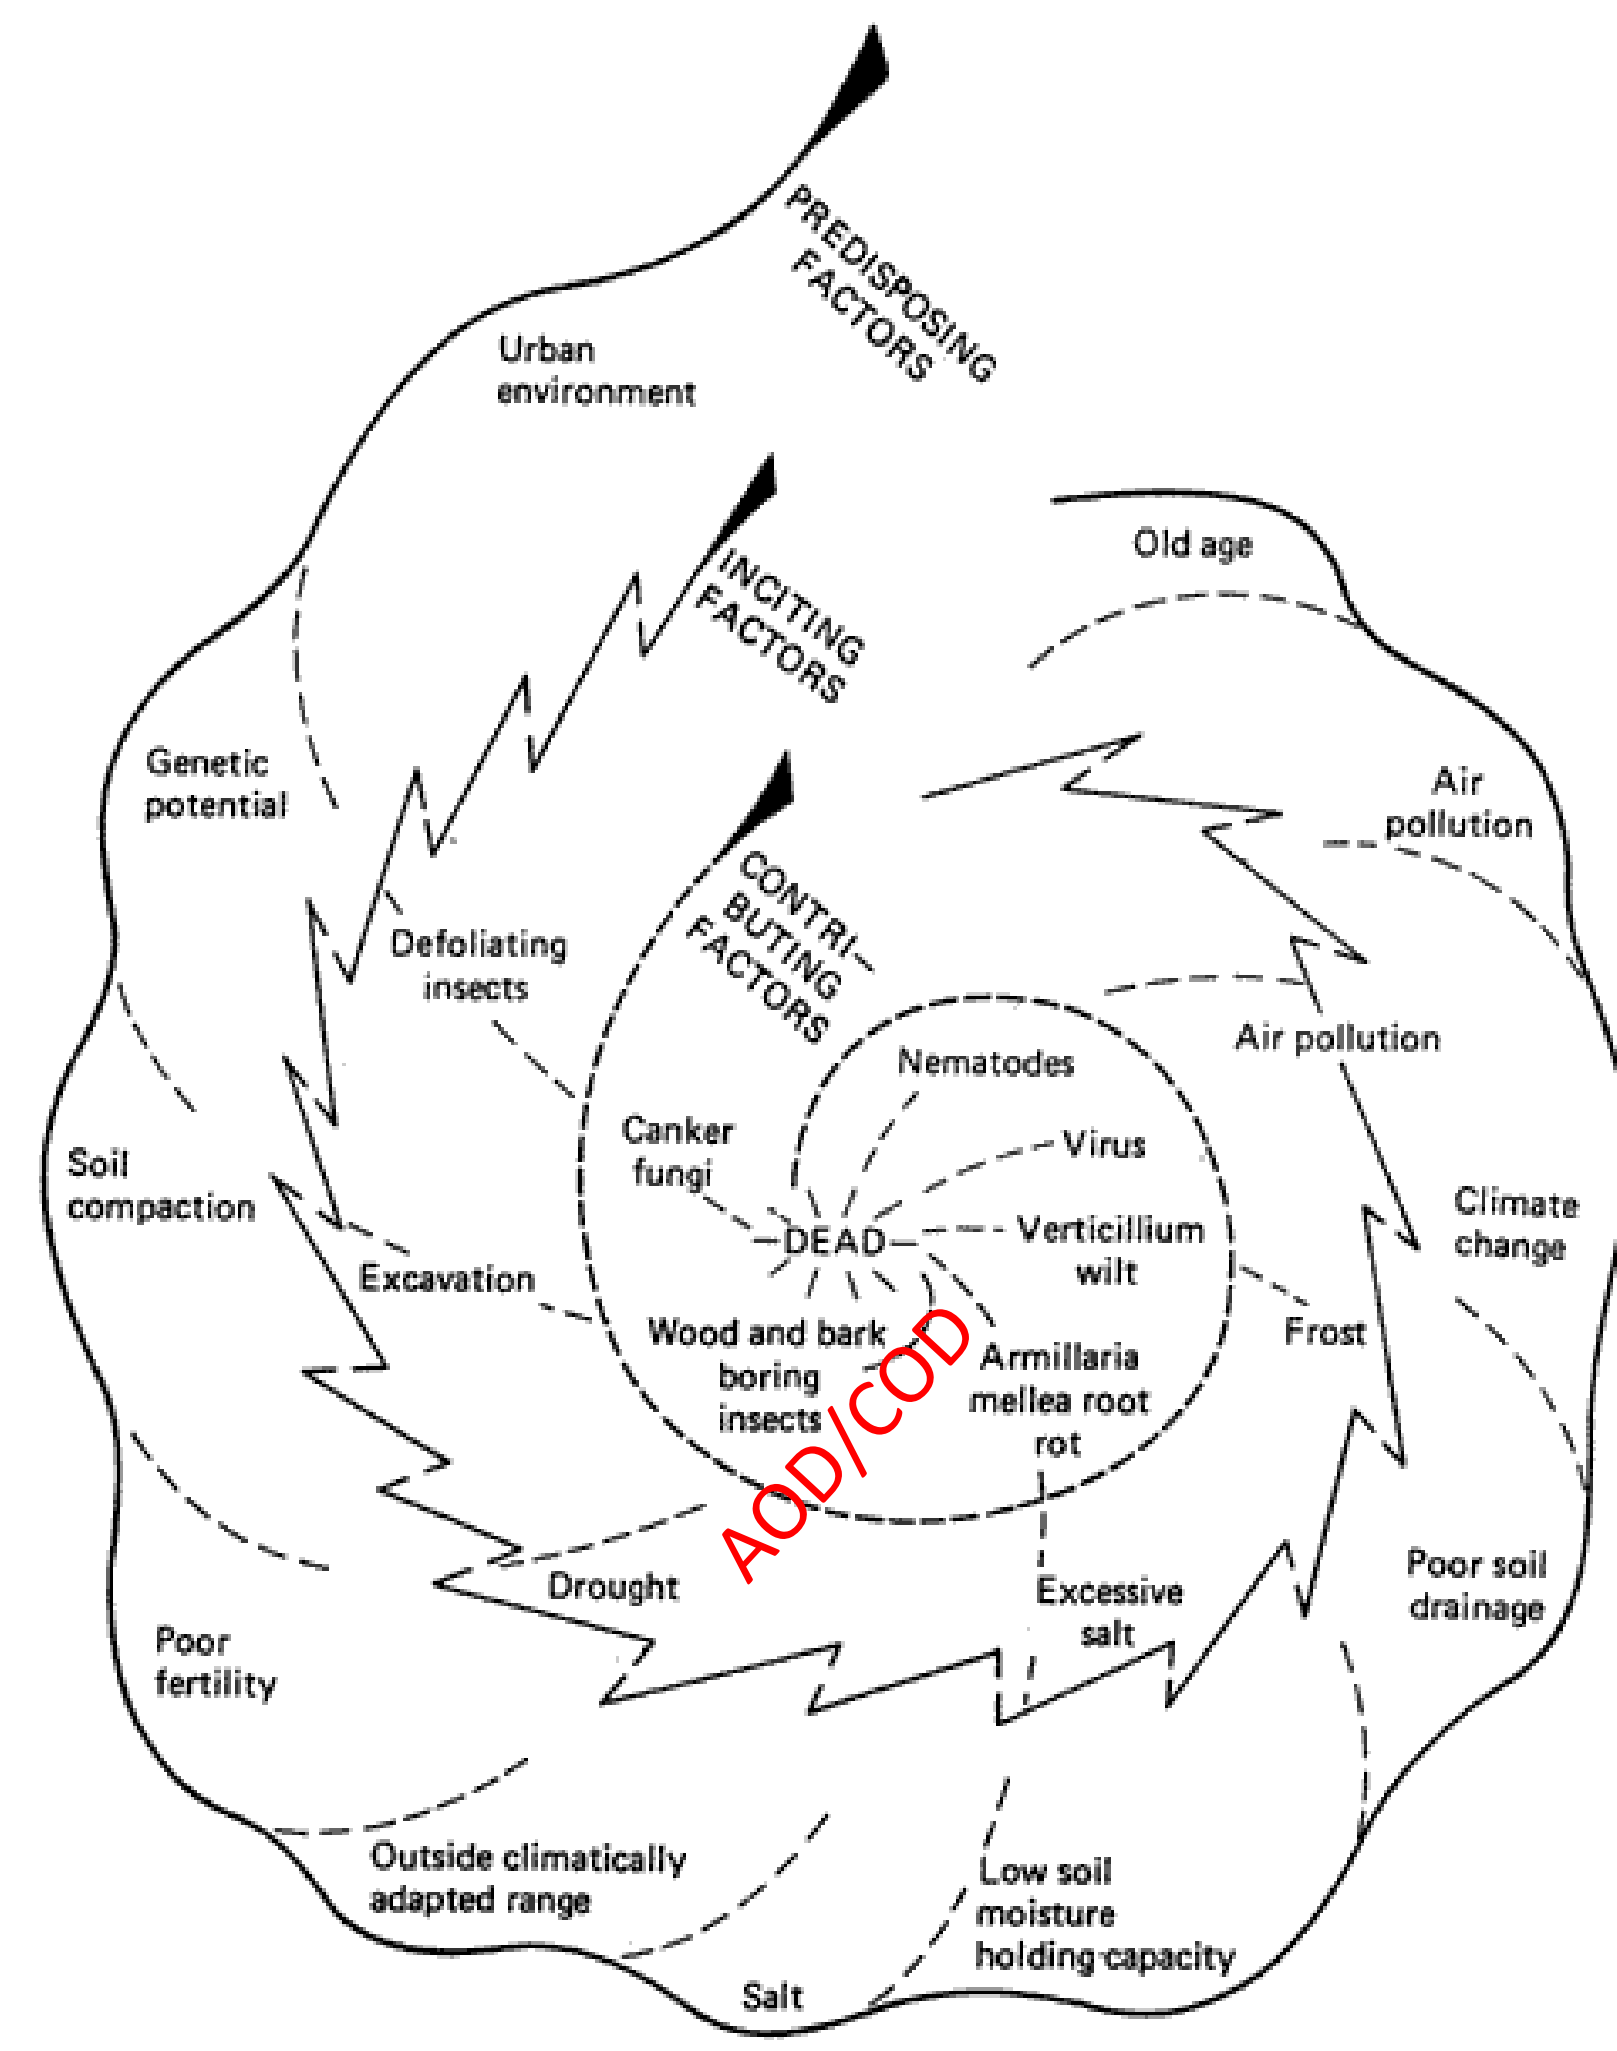 PREDISPOSING
FACTORS
Urban
environment
INCITING
FACTORS
Old age
Genetic
potential
Air
pollution
CONTRI-
BUTING
FACTORS
Defoliating
insects
Air pollution
Nematodes
Canker
fungi
Virus
Soil
compaction
Climate
change
DEAD
Verticillium
wilt
Excavation
Frost
Wood and bark
boring
insects
AOD/COD
Armillaria
mellea root
rot
Drought
Excessive
salt
Poor soil
drainage
Poor
fertility
Outside climatically
adapted range
Low soil
moisture
holding capacity
Salt